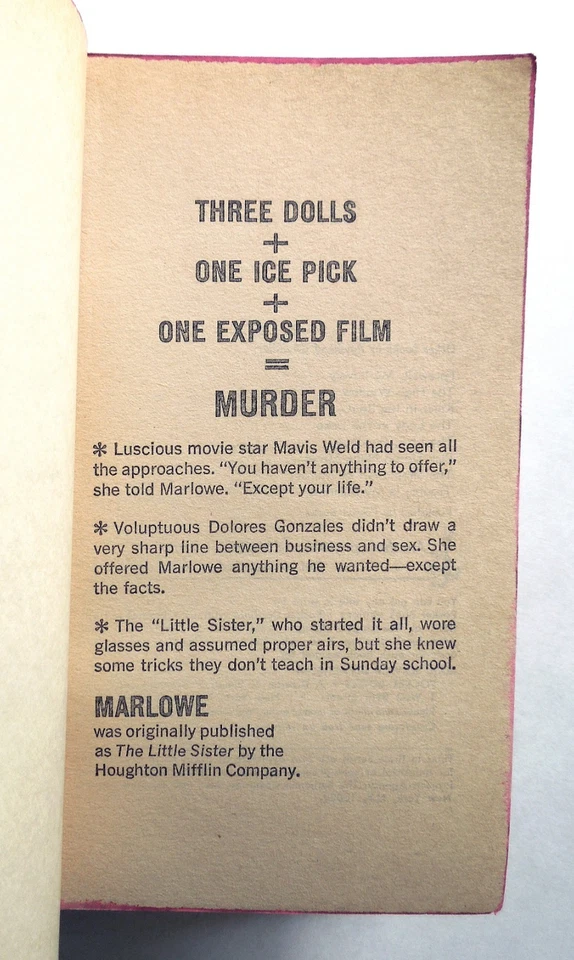 THREE DOLLS
+
ONE ICE PICK
+
ONE EXPOSED FILM
=
MURDER
* Luscious movie star Mavis Weld had seen all
the approaches. “You haven’t anything to offer,”
she told Marlowe. “Except your life.”
* Voluptuous Dolores Gonzales didn’t draw a
very sharp line between business and sex. She
offered Marlowe anything he wanted—except
the facts.
* The “Little Sister,” who started it all, wore
glasses and assumed proper airs, but she knew
some tricks they don’t teach in Sunday school.
MARLOWE
was originally published
as The Little Sister by the
Houghton Mifflin Company.